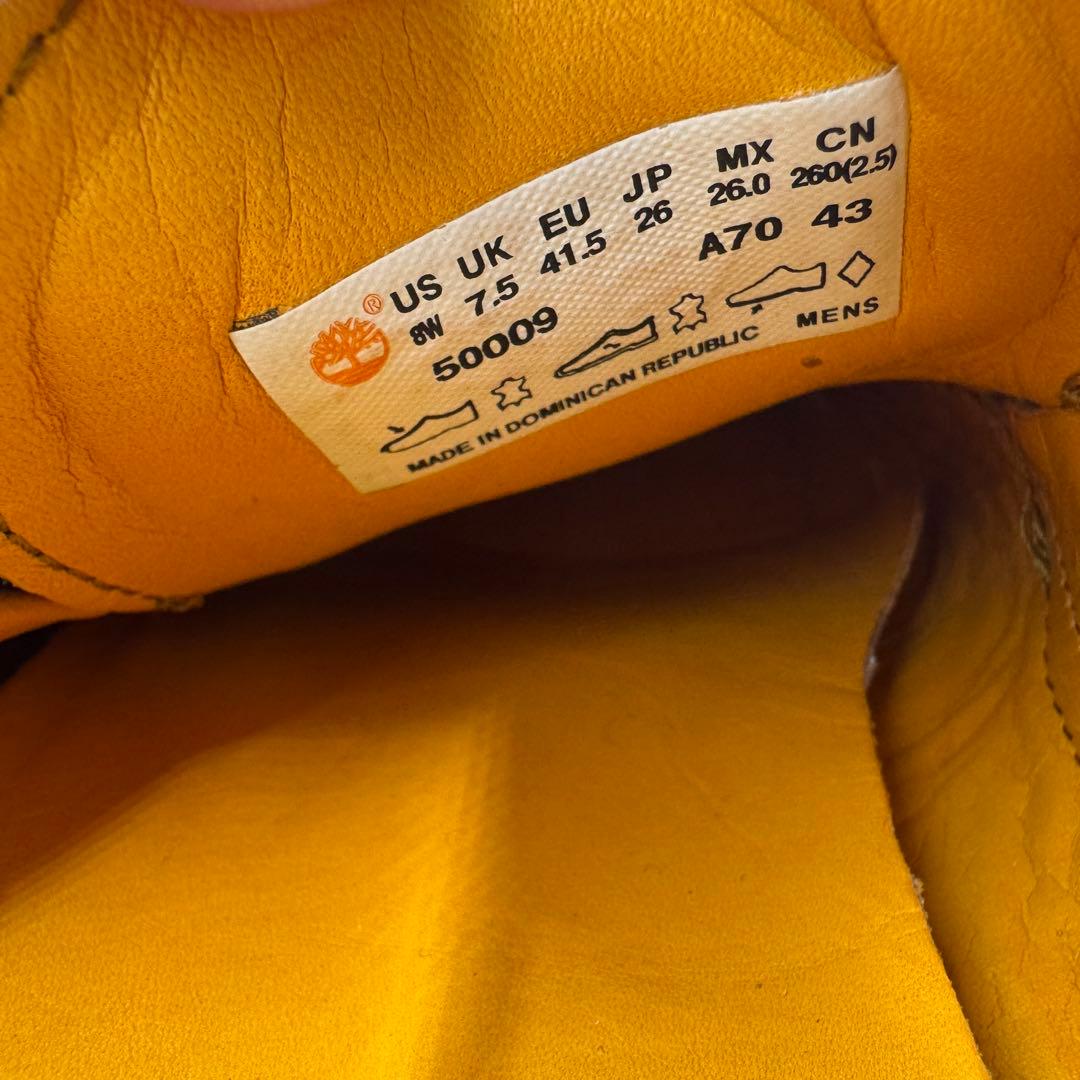 ®
US UK EU JP MX CN
8W 7.5 41.5 26 26.0 260(2.5)
50009 A70 43
MADE IN DOMINICAN REPUBLIC MENS